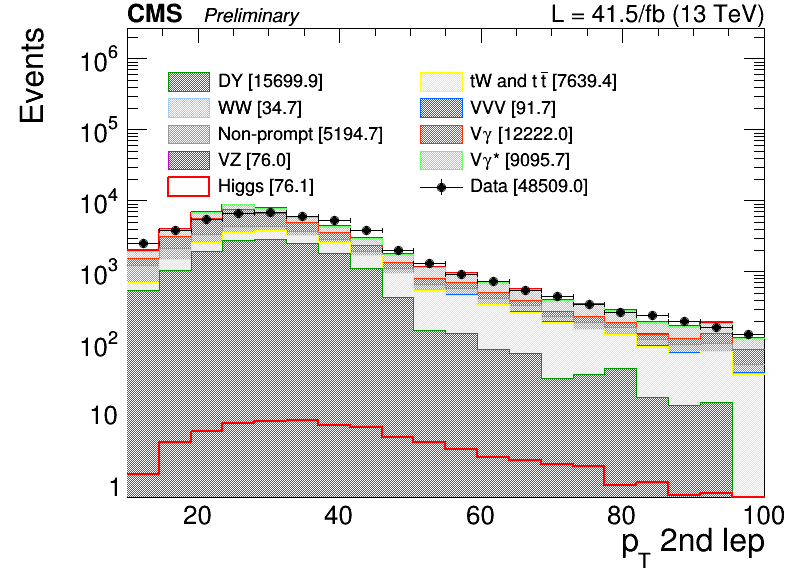 CMS Preliminary L = 41.5/fb (13 TeV)
Events
10⁶
10⁵
10⁴
10³
10²
10
1
DY [15699.9]
WW [34.7]
Non-prompt [5194.7]
VZ [76.0]
Higgs [76.1]
tW and tt̄ [7639.4]
VVV [91.7]
Vγ [12222.0]
Vγ* [9095.7]
Data [48509.0]
20 40 60 80 100
p_T 2nd lep